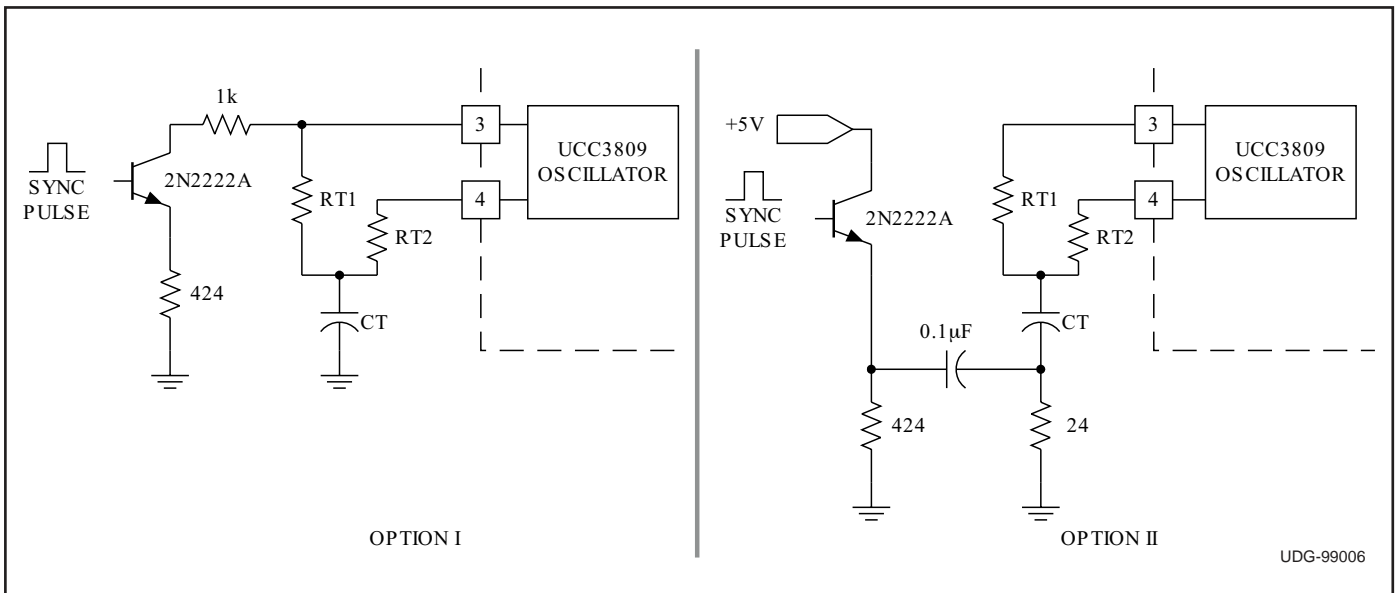 1k
3
UCC3809
OSCILLATOR
SYNC
PULSE
2N2222A
RT1
4
RT2
424
CT
OPTION I
+5V
3
UCC3809
OSCILLATOR
SYNC
PULSE
2N2222A
RT1
4
RT2
CT
0.1µF
424
24
OPTION II
UDG-99006